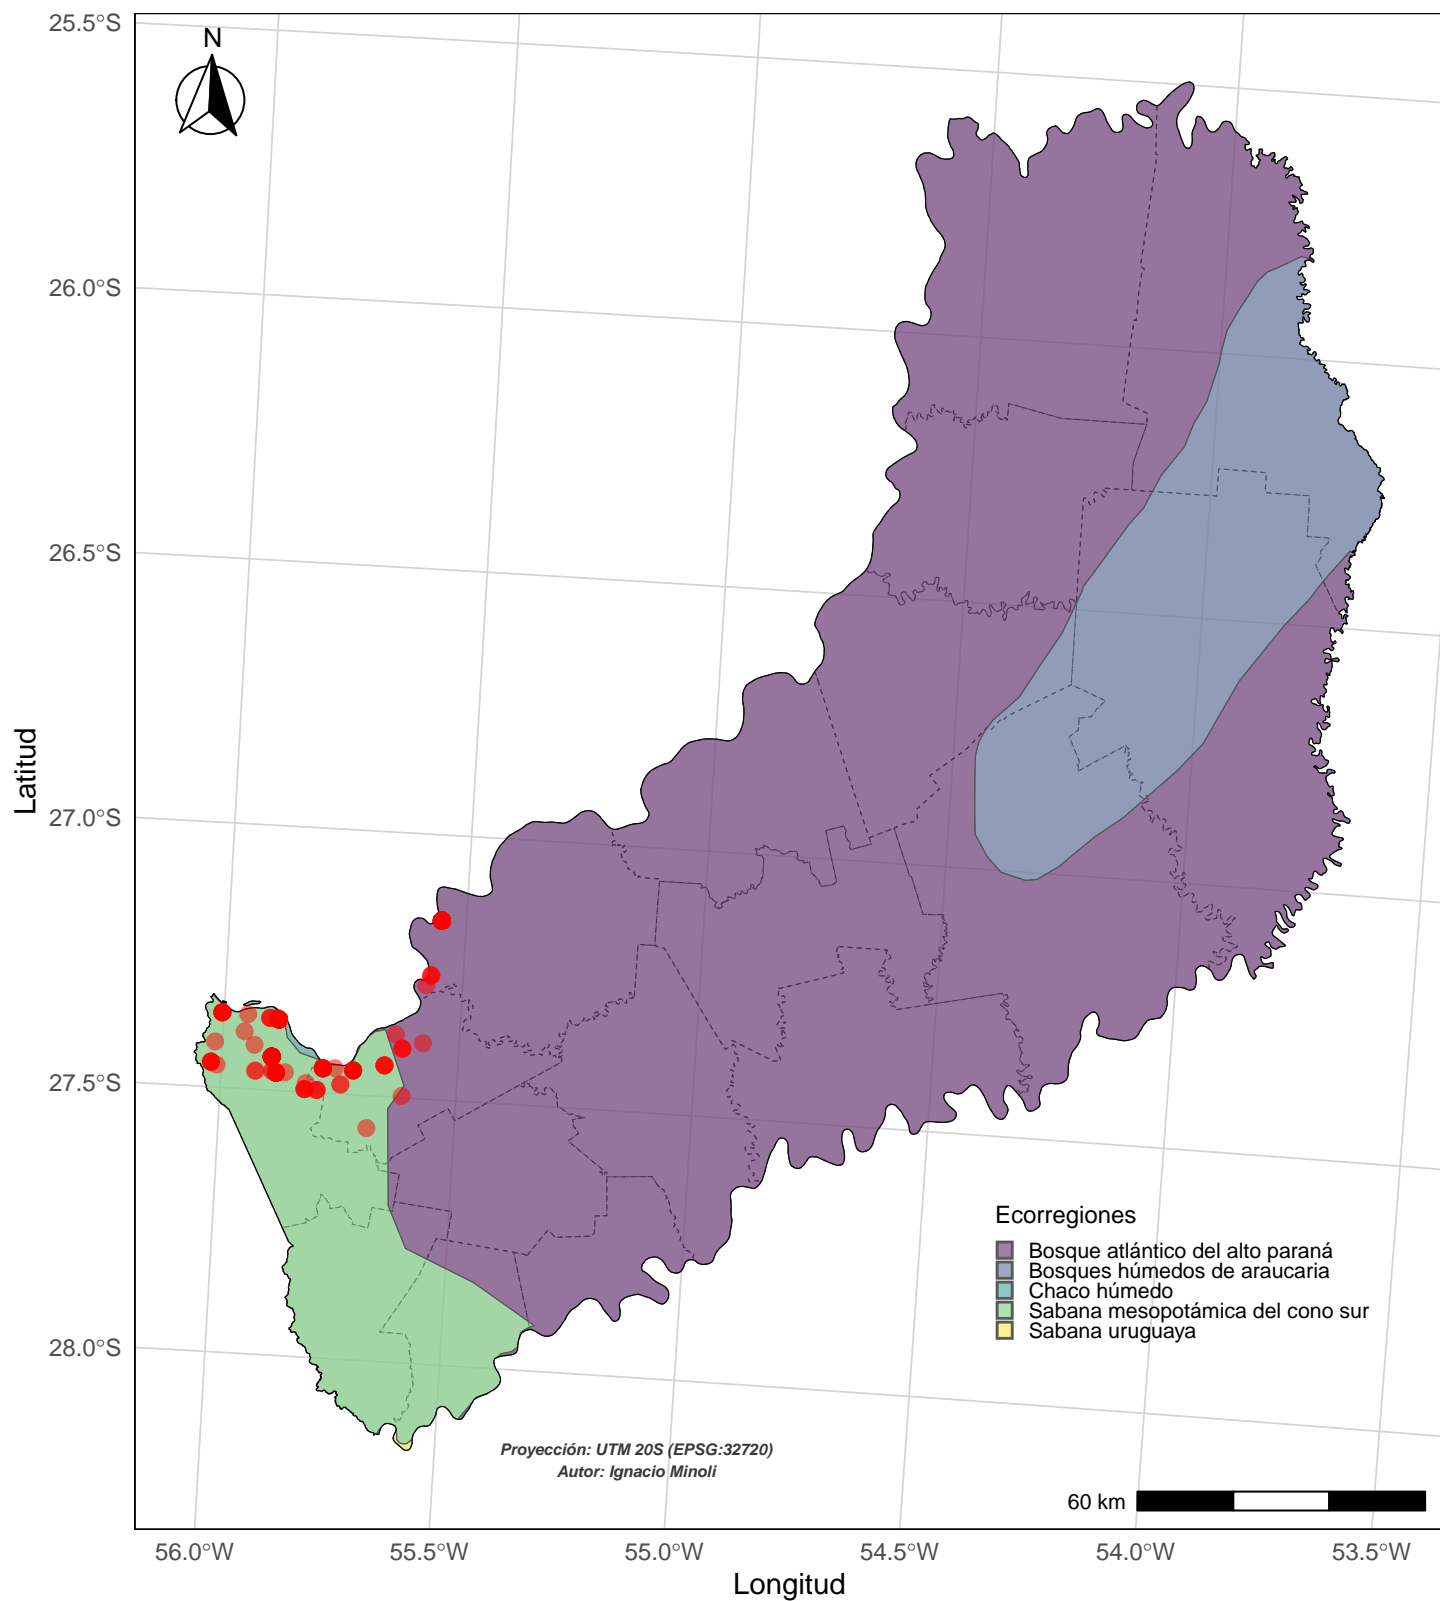 N
25.5°S
26.0°S
26.5°S
27.0°S
27.5°S
28.0°S
Latitud
Ecorregiones
Bosque atlántico del alto paraná
Bosques húmedos de araucaria
Chaco húmedo
Sabana mesopotámica del cono sur
Sabana uruguaya
Proyección: UTM 20S (EPSG:32720)
Autor: Ignacio Minoli
60 km
56.0°W
55.5°W
55.0°W
54.5°W
54.0°W
53.5°W
Longitud